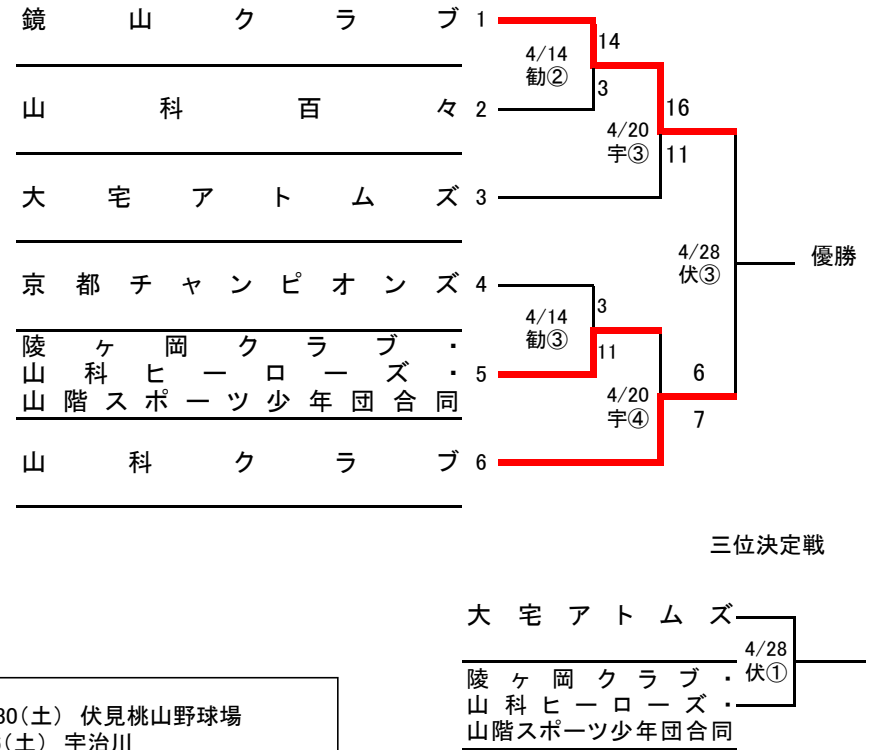 鏡山クラブ 1
14
4/14
勧②
3
山科百々 2
16
4/20
宇③
11
大宅アトムズ 3
4/28
伏③
優勝
京都チャンピオンズ 4
3
4/14
勧③
11
陵ヶ岡クラブ・
山科ヒーローズ・
山階スポーツ少年団合同
5
6
4/20
宇④
7
山科クラブ 6
三位決定戦
大宅アトムズ
4/28
伏①
陵ヶ岡クラブ・
山科ヒーローズ・
山階スポーツ少年団合同
30(土) 伏見桃山野球場
(土) 宇治川